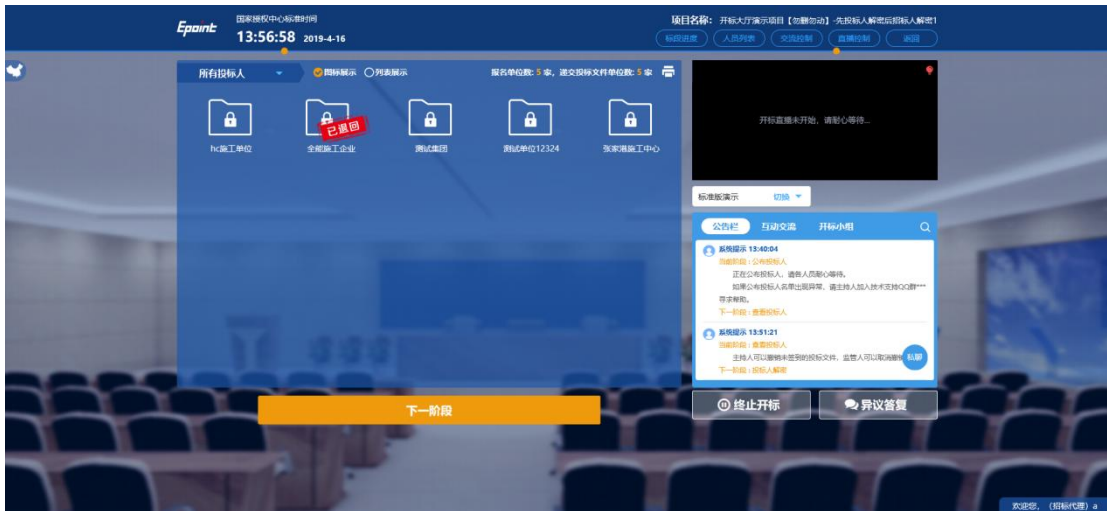 Epoint
国家授权中心标准时间
13:56:58 2019-4-16
项目名称： 开标大厅演示项目【勿删勿动】-先投标人解密后招标人解密1
标段进度 人员列表 交流控制 直播控制 返回
所有投标人 图标展示 列表展示 报名单位数: 5 家，递交投标文件单位数: 5 家
已退回
hc施工单位 全能施工企业 测试集团 测试单位12324 张家港施工中心
开标直播未开始，请耐心等待...
标准版演示 切换
公告栏 互动交流 开标小组
系统提示 13:40:04
当前阶段：公布投标人
正在公布投标人，请各人员耐心等待。
如果公布投标人名单出现异常，请主持人加入技术支持QQ群***
寻求帮助。
下一阶段：查看投标人
系统提示 13:51:21
当前阶段：查看投标人
主持人可以撤销未签到的投标文件，监管人可以取消撤销
下一阶段：投标人解密
私聊
下一阶段
终止开标 异议答复
欢迎您，（招标代理）a